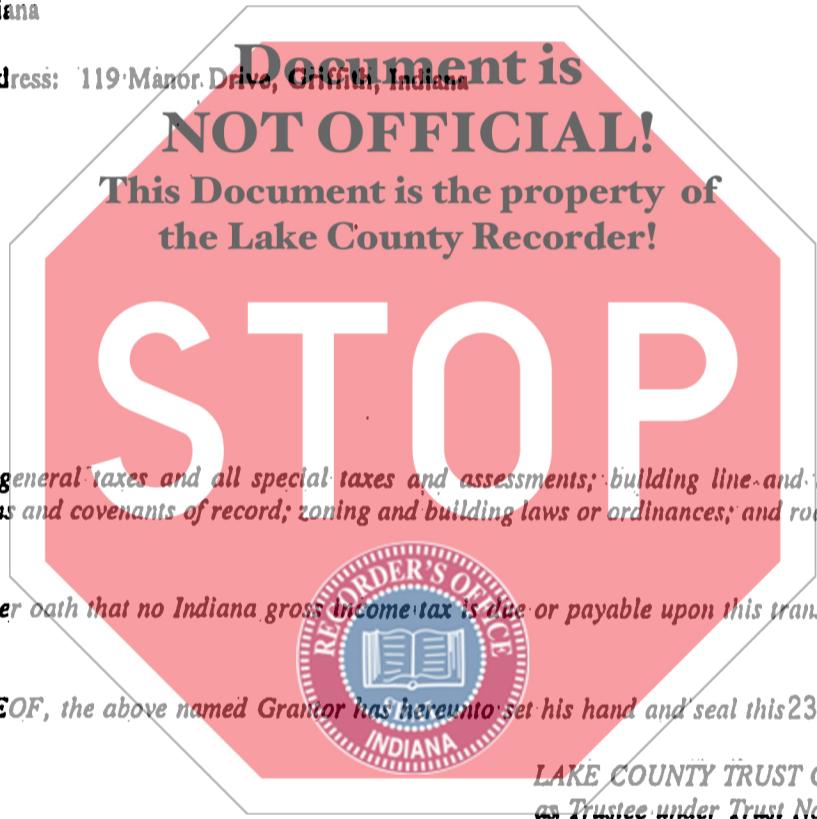 iana
dress: 119 Manor Drive, Griffith, Indiana
Document is
NOT OFFICIAL!
This Document is the property of
the Lake County Recorder!
STOP
general taxes and all special taxes and assessments; building line and
s and covenants of record; zoning and building laws or ordinances; and roa
er oath that no Indiana gross income tax is due or payable upon this tran
RECORDER'S OFFICE
EOF, the above named Grantor has hereunto set his hand and seal this 23
INDIANA
LAKE COUNTY TRUST C
as Trustee under Trust No